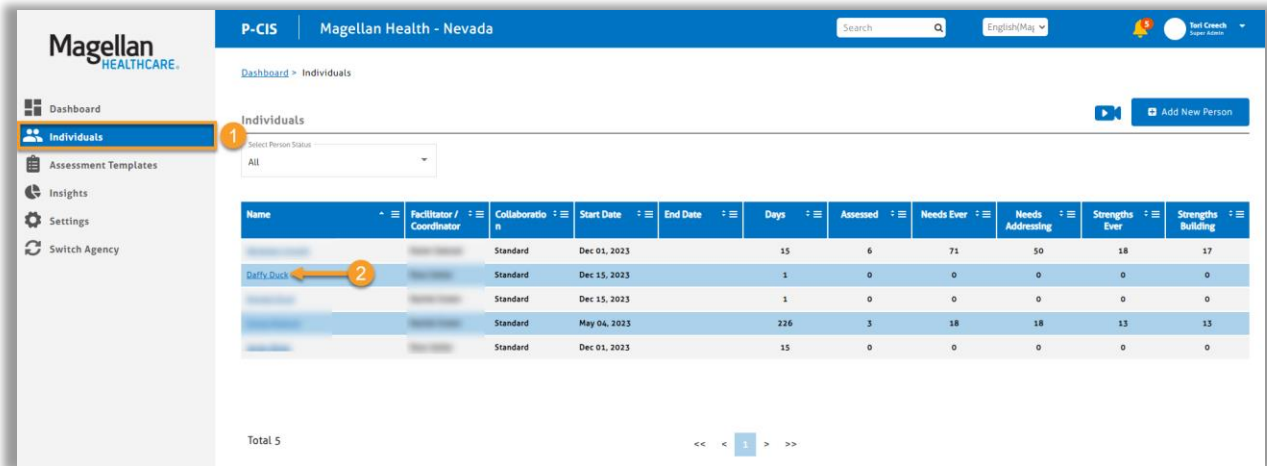 Magellan
HEALTHCARE.
P-CIS Magellan Health - Nevada
Search
English(Maj
5
Tori Creech
Super Admin
Dashboard > Individuals
Dashboard
Individuals
1
Assessment Templates
Insights
Settings
Switch Agency
Individuals
Add New Person
Select Person Status
All
Name Facilitator / Collaboratio Start Date End Date Days Assessed Needs Ever Needs Strengths Strengths
Coordinator n Addressing Ever Building
Standard Dec 01, 2023 15 6 71 50 18 17
Daffy Duck 2 Standard Dec 15, 2023 1 0 0 0 0 0
Standard Dec 15, 2023 1 0 0 0 0 0
Standard May 04, 2023 226 3 18 18 13 13
Standard Dec 01, 2023 15 0 0 0 0 0
Total 5
<< < 1 > >>